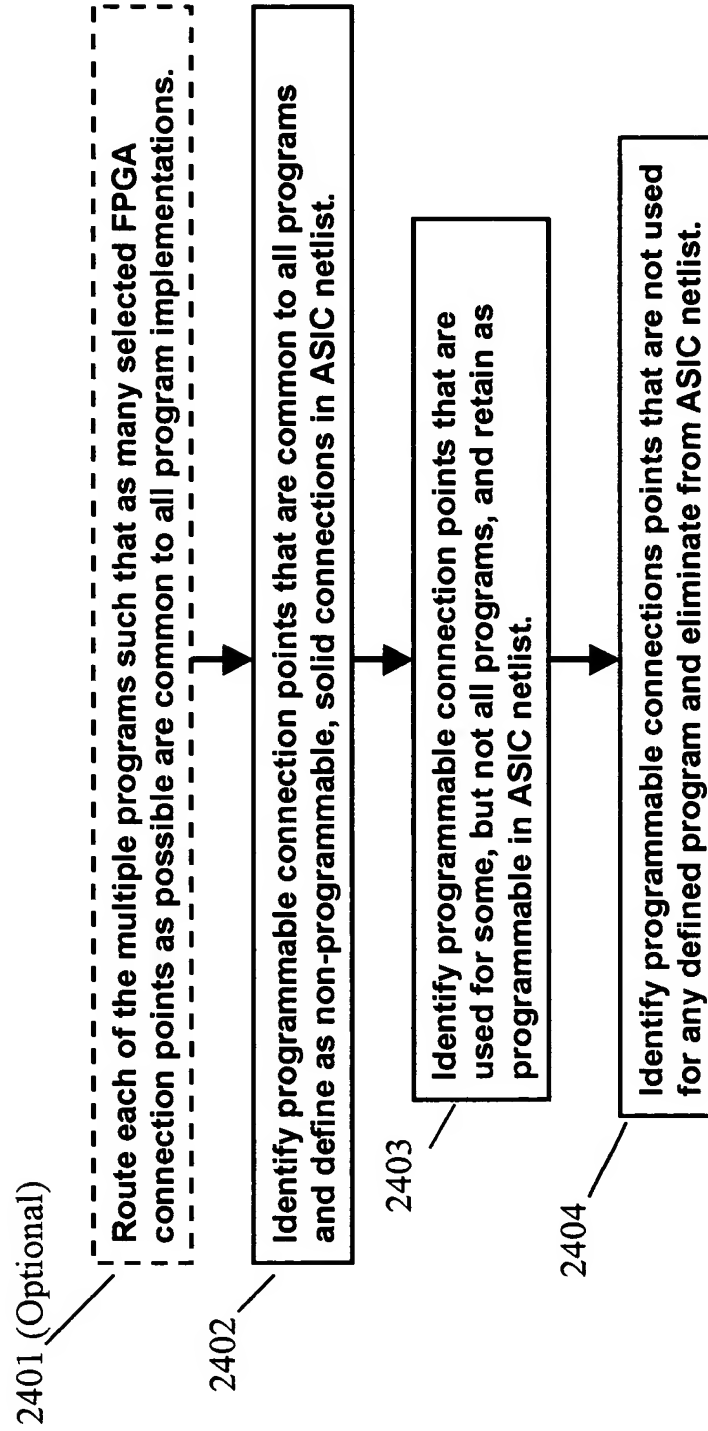 2401 (Optional)
Route each of the multiple programs such that as many selected FPGA
connection points as possible are common to all program implementations.
2402
Identify programmable connection points that are common to all programs
and define as non-programmable, solid connections in ASIC netlist.
2403
Identify programmable connection points that are
used for some, but not all programs, and retain as
programmable in ASIC netlist.
2404
Identify programmable connections points that are not used
for any defined program and eliminate from ASIC netlist.